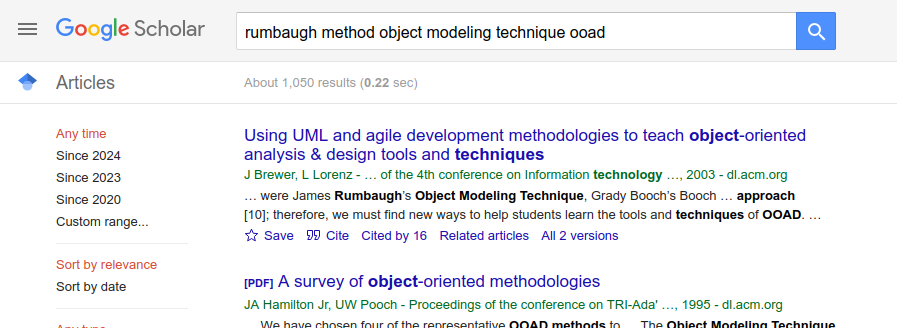 Google Scholar
rumbaugh method object modeling technique ooad
Articles
About 1,050 results (0.22 sec)
Any time
Since 2024
Since 2023
Since 2020
Custom range...
Sort by relevance
Sort by date
Any type
Using UML and agile development methodologies to teach object-oriented
analysis & design tools and techniques
J Brewer, L Lorenz - … of the 4th conference on Information technology …, 2003 - dl.acm.org
… were James Rumbaugh's Object Modeling Technique, Grady Booch's Booch … approach
[10]; therefore, we must find new ways to help students learn the tools and techniques of OOAD. …
Save Cite Cited by 16 Related articles All 2 versions
[PDF] A survey of object-oriented methodologies
JA Hamilton Jr, UW Pooch - Proceedings of the conference on TRI-Ada' …, 1995 - dl.acm.org
… We have chosen four of the representative OOAD methods to … The Object Modeling Technique